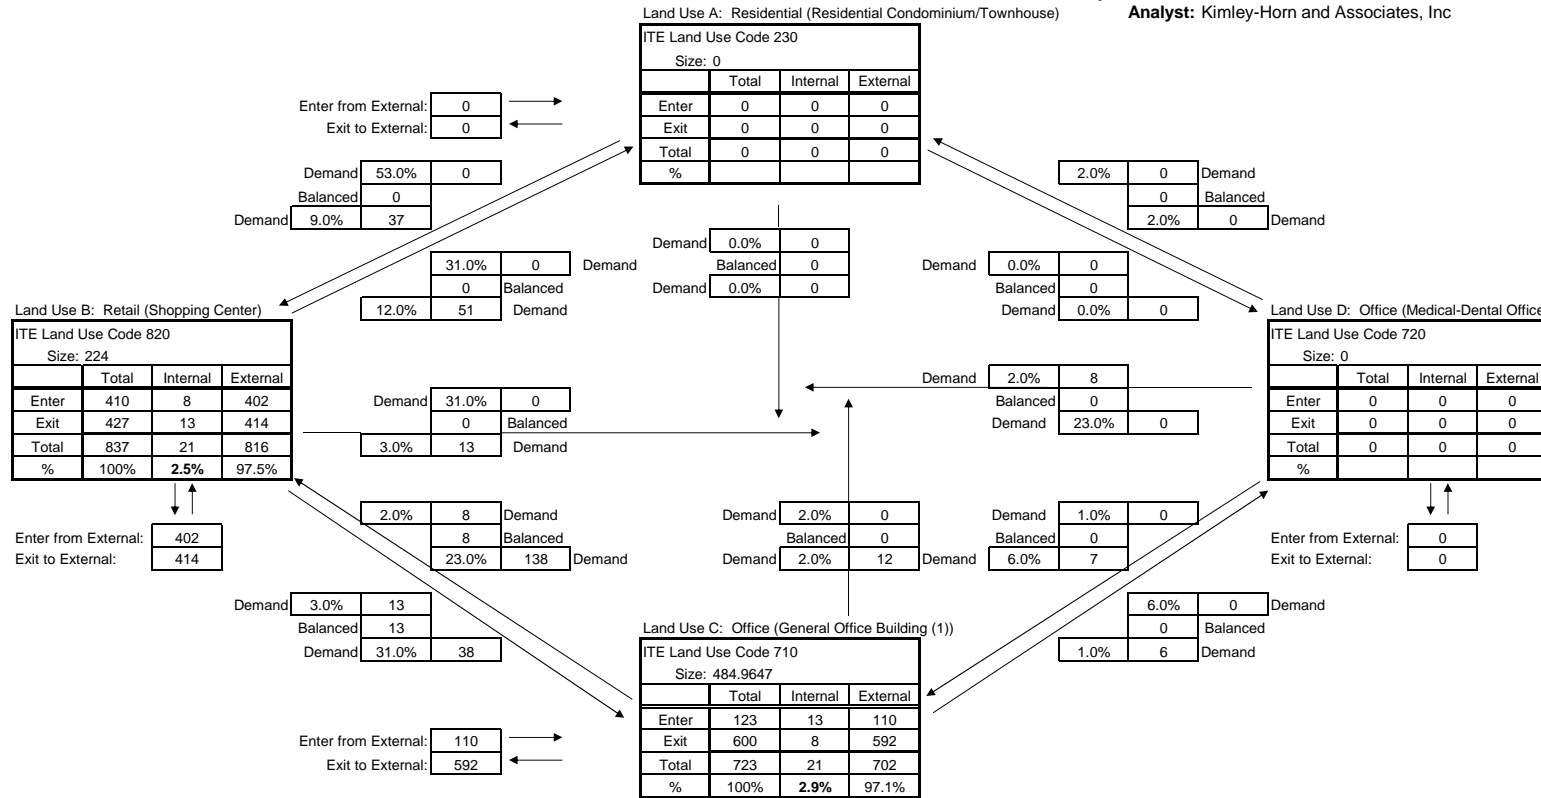 Land Use A: Residential (Residential Condominium/Townhouse)
Analyst: Kimley-Horn and Associates, Inc
ITE Land Use Code 230
Size: 0
Total Internal External
Enter 0 0 0
Exit 0 0 0
Total 0 0 0
%
Enter from External: 0
Exit to External: 0
Demand 53.0% 0
Balanced 0
Demand 9.0% 37
2.0% 0 Demand
0 Balanced
2.0% 0 Demand
Demand 0.0% 0
Balanced 0
Demand 0.0% 0
31.0% 0 Demand
0 Balanced
12.0% 51 Demand
Demand 0.0% 0
Balanced 0
Demand 0.0% 0
Land Use B: Retail (Shopping Center)
ITE Land Use Code 820
Size: 224
Total Internal External
Enter 410 8 402
Exit 427 13 414
Total 837 21 816
% 100% 2.5% 97.5%
Enter from External: 402
Exit to External: 414
Land Use D: Office (Medical-Dental Office
ITE Land Use Code 720
Size: 0
Total Internal External
Enter 0 0 0
Exit 0 0 0
Total 0 0 0
%
Enter from External: 0
Exit to External: 0
Demand 31.0% 0
0 Balanced
3.0% 13 Demand
Demand 2.0% 8
Balanced 0
Demand 23.0% 0
2.0% 8 Demand
8 Balanced
23.0% 138 Demand
Demand 2.0% 0
Balanced 0
Demand 2.0% 12
Demand 1.0% 0
Balanced 0
Demand 6.0% 7
Demand 3.0% 13
Balanced 13
Demand 31.0% 38
6.0% 0 Demand
0 Balanced
1.0% 6 Demand
Land Use C: Office (General Office Building (1))
ITE Land Use Code 710
Size: 484.9647
Total Internal External
Enter 123 13 110
Exit 600 8 592
Total 723 21 702
% 100% 2.9% 97.1%
Enter from External: 110
Exit to External: 592